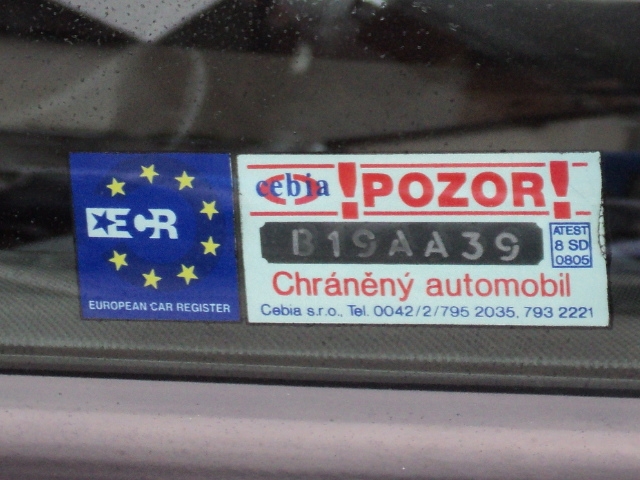 ECR
EUROPEAN CAR REGISTER
cebia
!POZOR!
B19AA39
ATEST
8 SD
0805
Chráněný automobil
Cebia s.r.o., Tel. 0042/2/795 2035, 793 2221